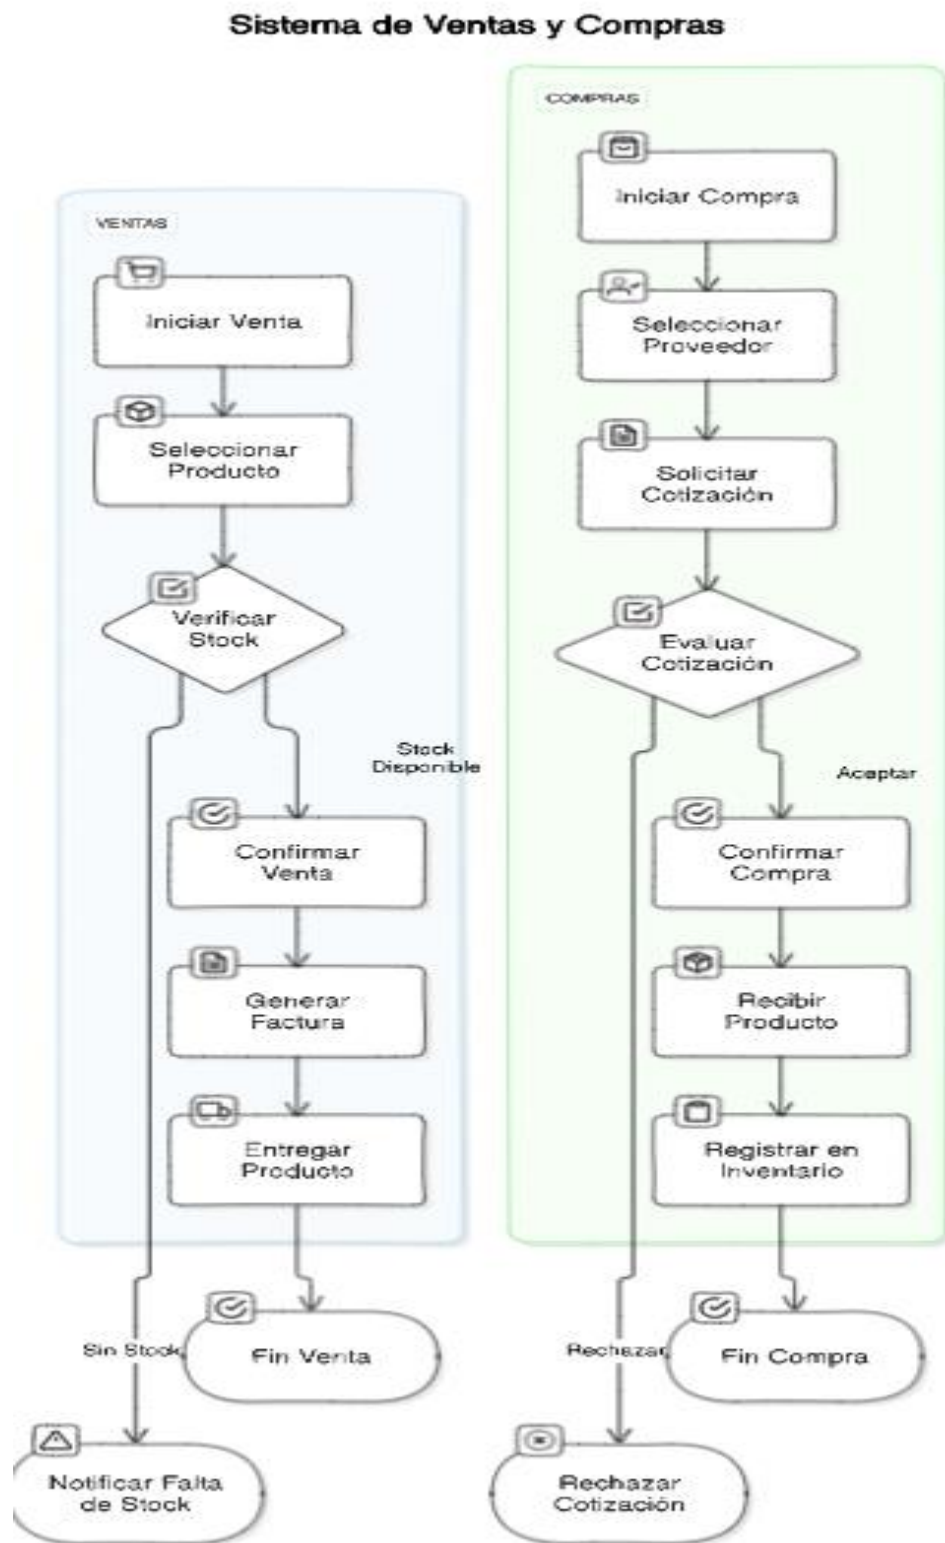 Sistema de Ventas y Compras
VENTAS
Iniciar Venta
Seleccionar
Producto
Verificar
Stock
Stock
Disponible
Confirmar
Venta
Generar
Factura
Entregar
Producto
Sin Stock
Fin Venta
Notificar Falta
de Stock
COMPRAS
Iniciar Compra
Seleccionar
Proveedor
Solicitar
Cotización
Evaluar
Cotización
Aceptar
Confirmar
Compra
Recibir
Producto
Registrar en
Inventario
Rechazar
Fin Compra
Rechazar
Cotización